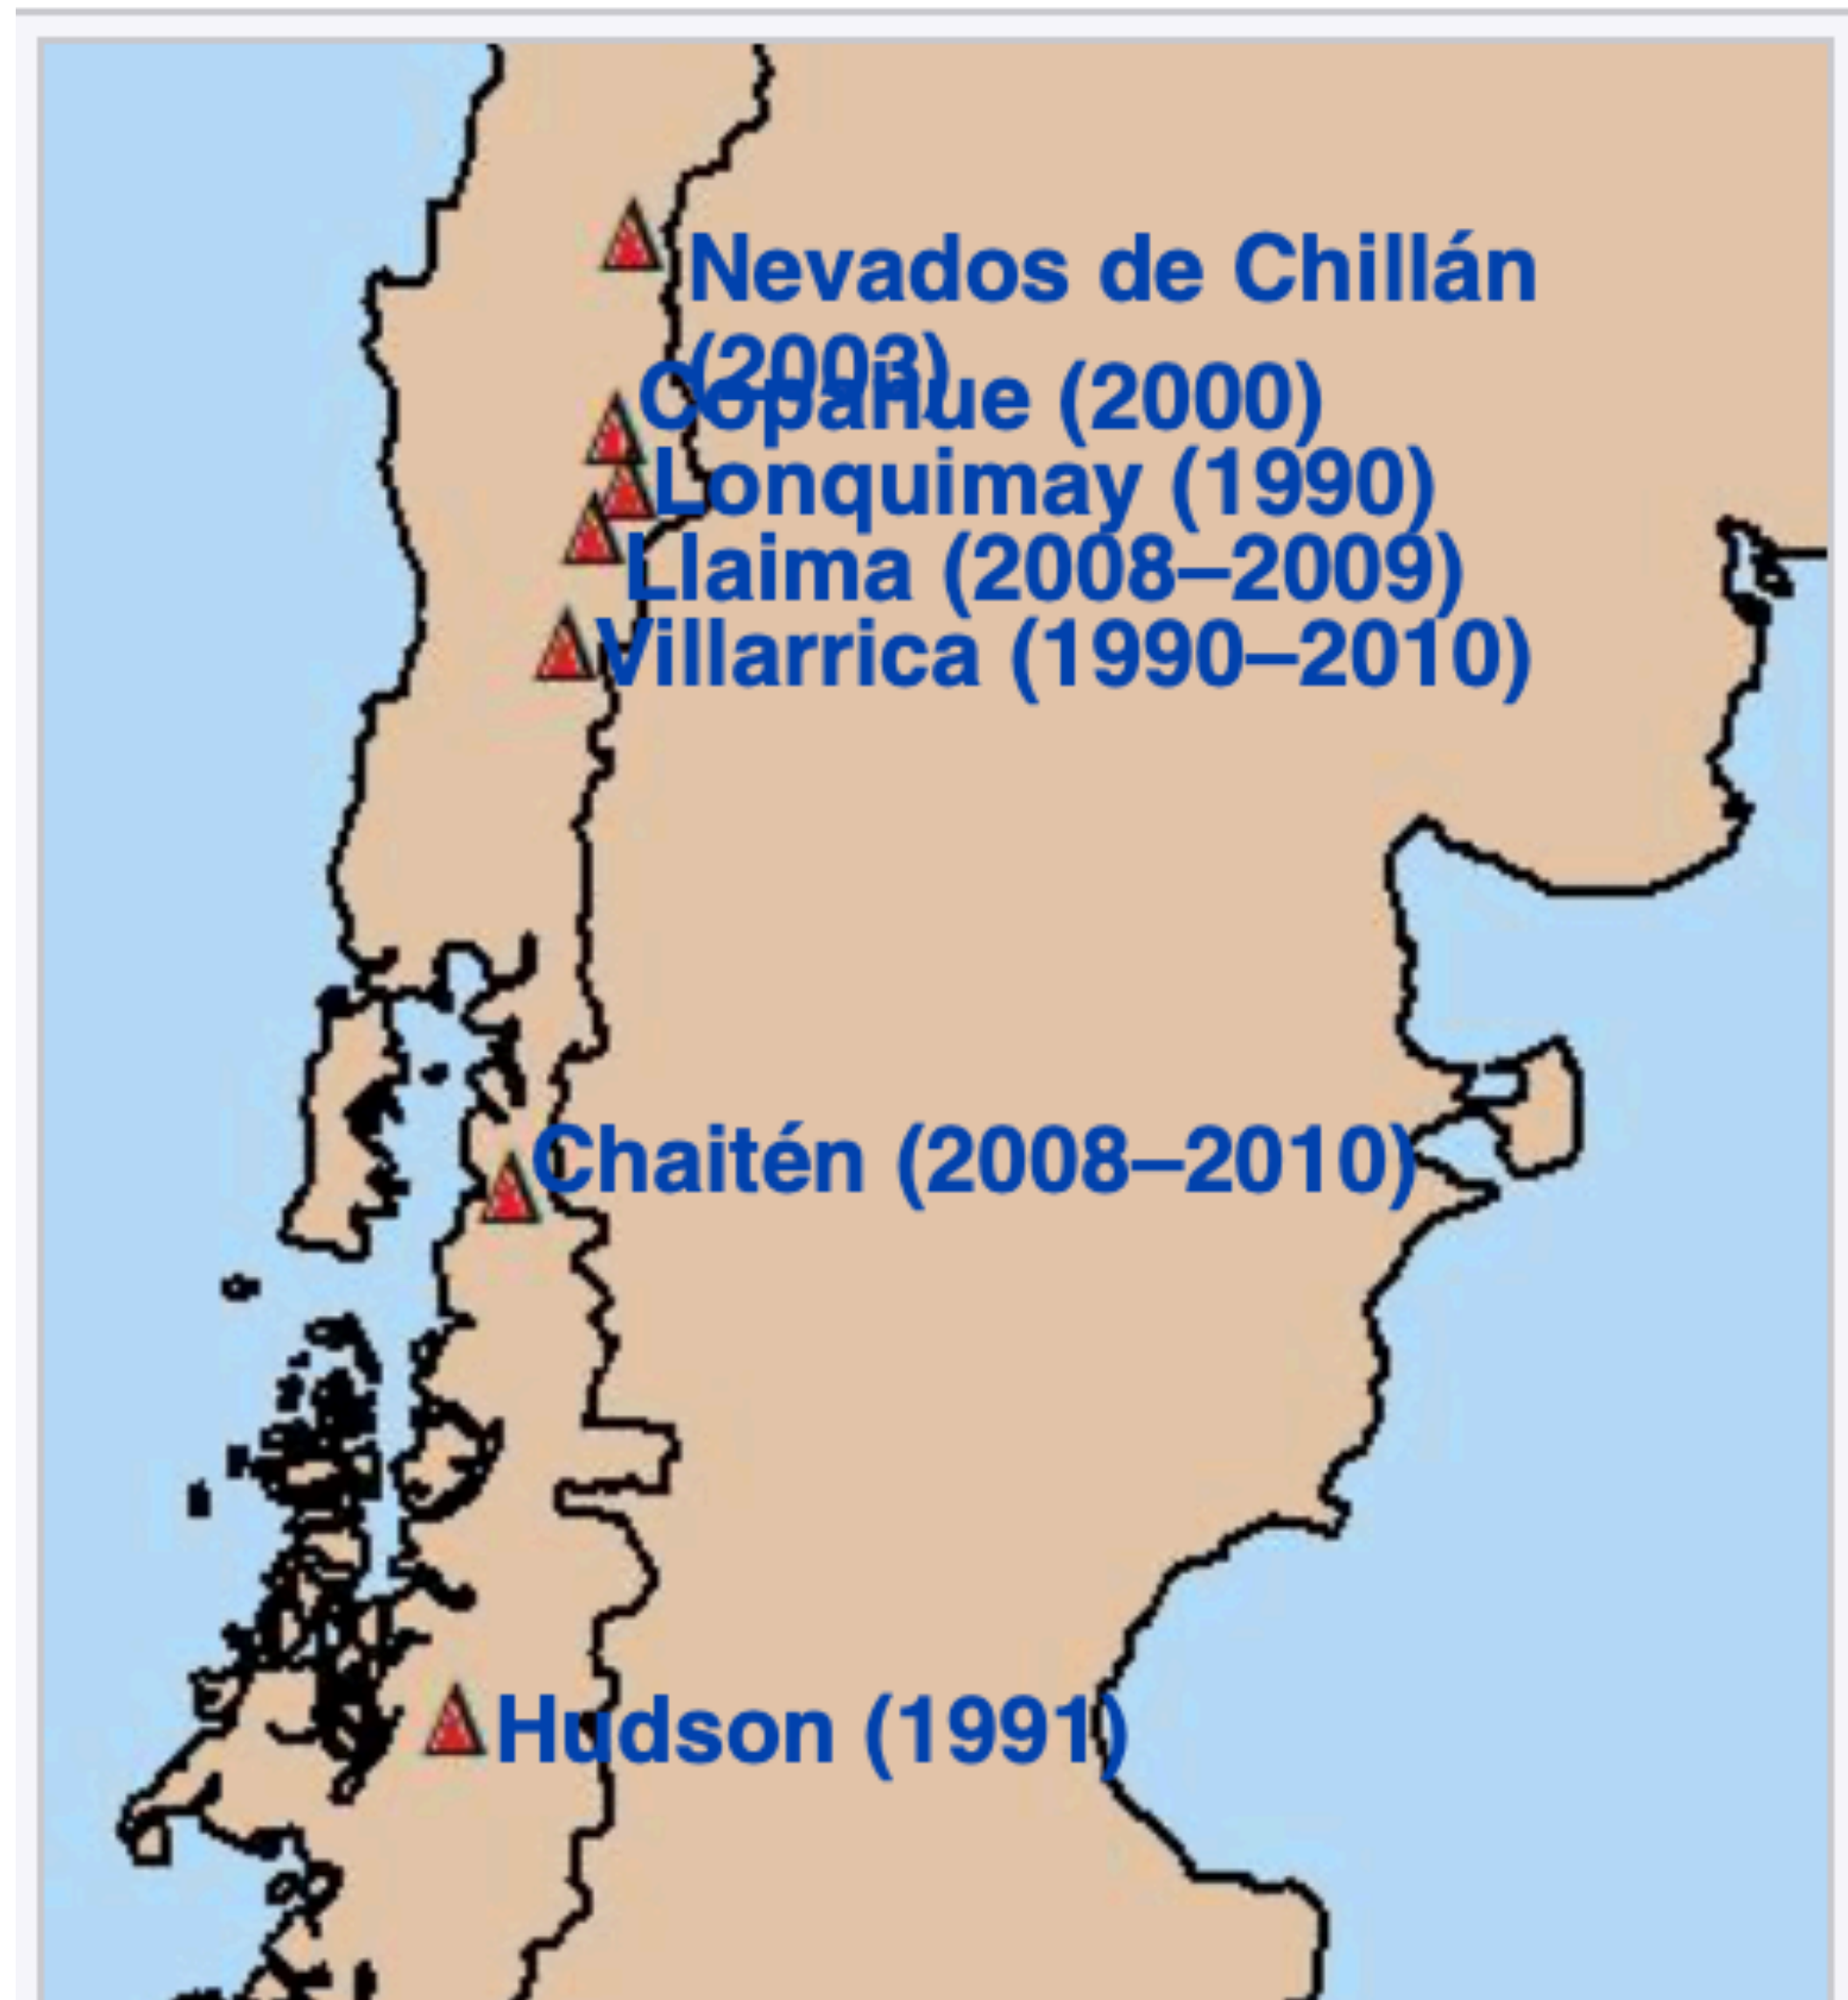 Nevados de Chillán
(2003)
Copahue (2000)
Lonquimay (1990)
Llaima (2008–2009)
Villarrica (1990–2010)
Chaitén (2008–2010)
Hudson (1991)